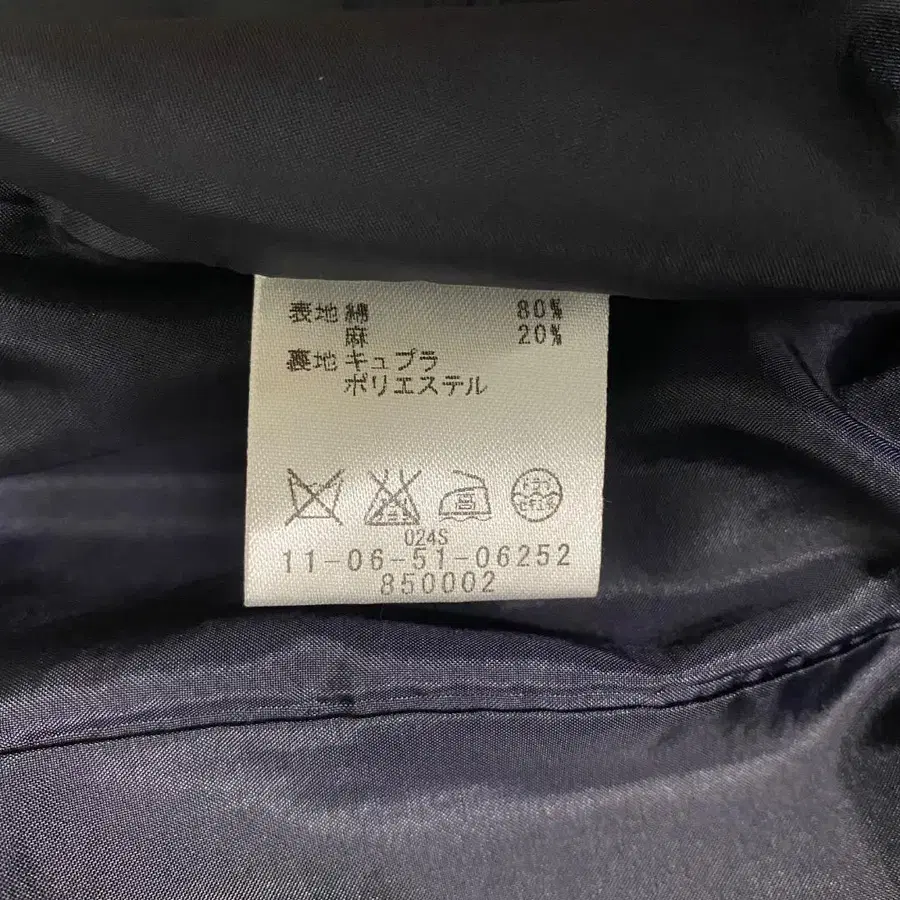 表地 綿 80%
麻 20%
裏地 キュプラ
ポリエステル
高
024S
11-06-51-06252
850002